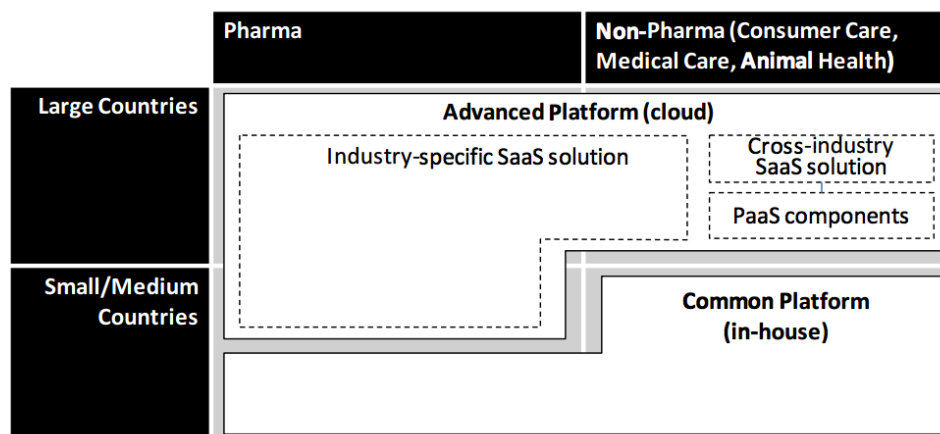 Pharma
Non-Pharma (Consumer Care,
Medical Care, Animal Health)
Large Countries
Advanced Platform (cloud)
Industry-specific SaaS solution
Cross-industry
SaaS solution
PaaS components
Small/Medium
Countries
Common Platform
(in-house)